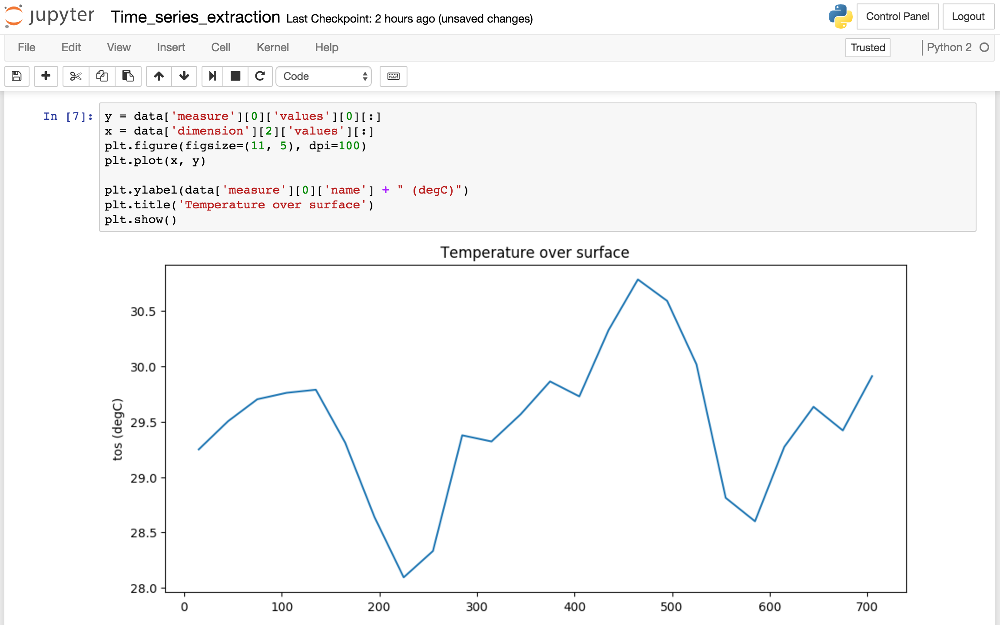 jupyter Time_series_extraction Last Checkpoint: 2 hours ago (unsaved changes) Control Panel Logout
File Edit View Insert Cell Kernel Help Trusted Python 2
Code
In [7]: y = data['measure'][0]['values'][0][:]
x = data['dimension'][2]['values'][:]
plt.figure(figsize=(11, 5), dpi=100)
plt.plot(x, y)
plt.ylabel(data['measure'][0]['name'] + " (degC)")
plt.title('Temperature over surface')
plt.show()
Temperature over surface
30.5
30.0
29.5
29.0
28.5
28.0
tos (degC)
0 100 200 300 400 500 600 700